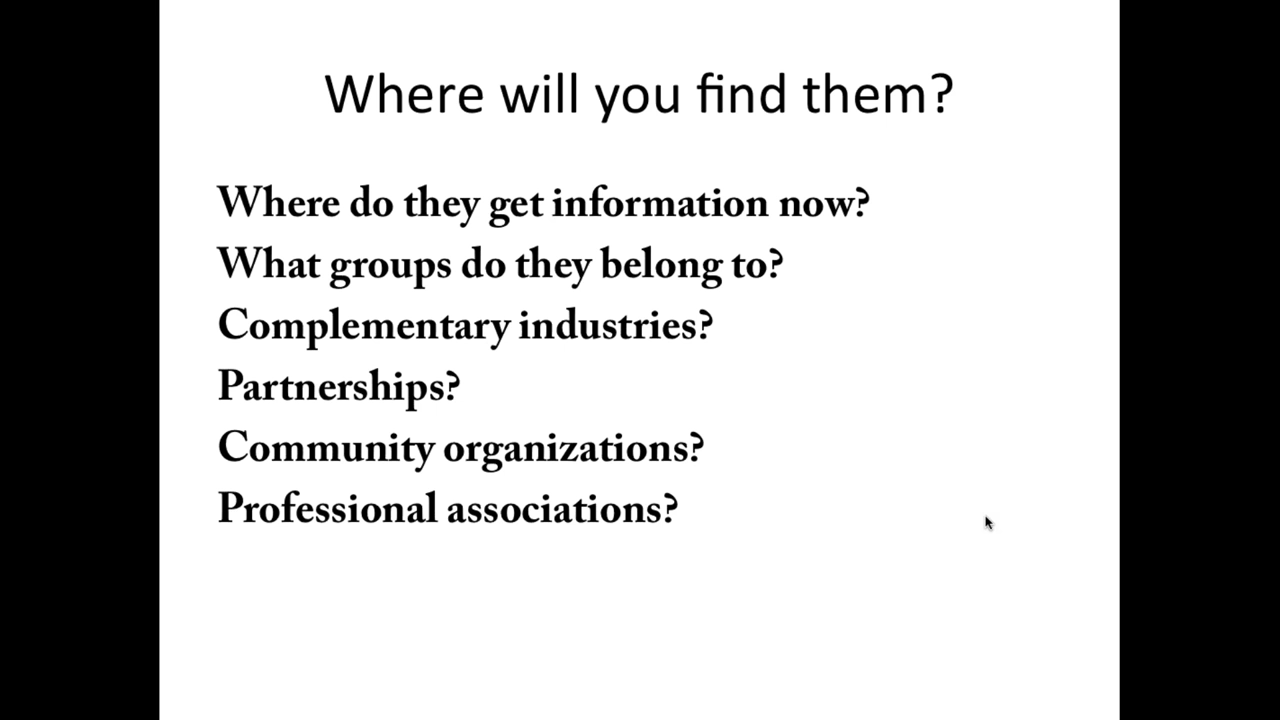 Where will you find them?
Where do they get information now?
What groups do they belong to?
Complementary industries?
Partnerships?
Community organizations?
Professional associations?